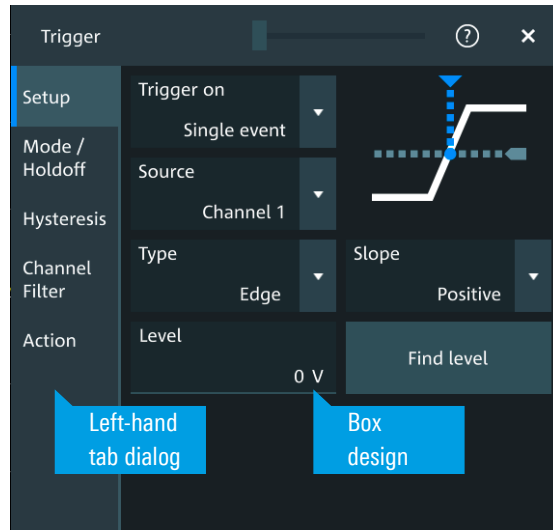 Trigger
?
×
Setup
Mode /
Holdoff
Hysteresis
Channel
Filter
Action
Trigger on
Single event
Source
Channel 1
Type
Edge
Slope
Positive
Level
0 V
Find level
Left-hand
tab dialog
Box
design